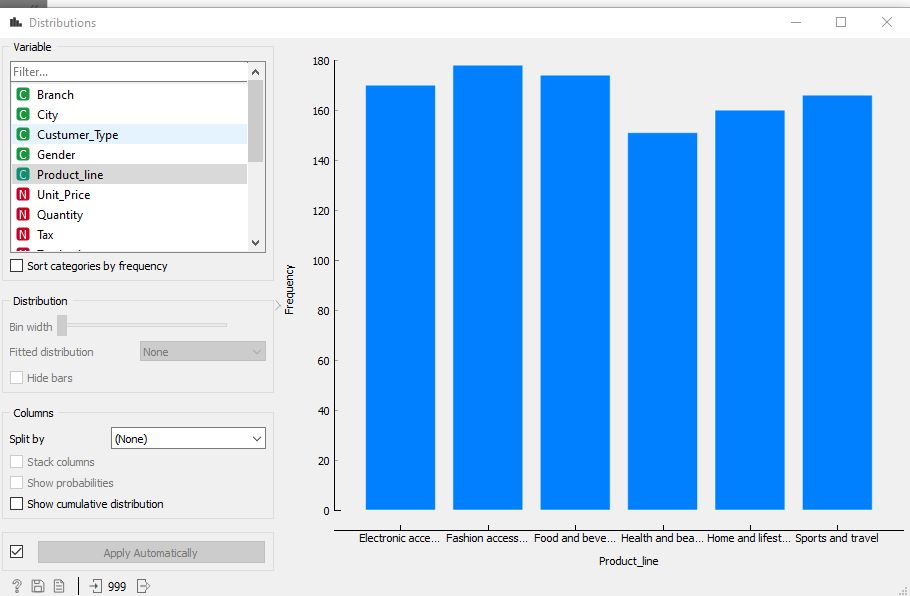 Distributions
Variable
Filter...
C Branch
C City
C Custumer_Type
C Gender
C Product_line
N Unit_Price
N Quantity
N Tax
Sort categories by frequency
Distribution
Bin width
Fitted distribution None
Hide bars
Columns
Split by (None)
Stack columns
Show probabilities
Show cumulative distribution
Apply Automatically
? 999
180
160
140
120
100
80
60
40
20
0
Frequency
Electronic acce... Fashion access... Food and beve... Health and bea... Home and lifest... Sports and travel
Product_line